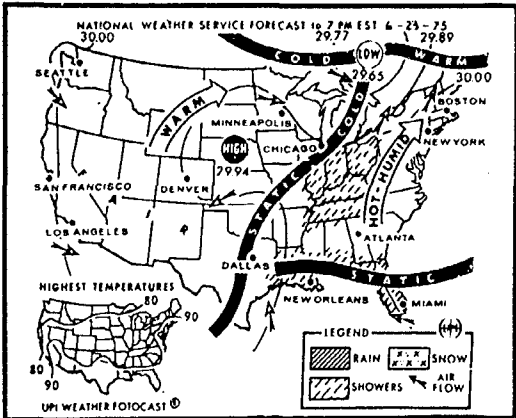 NATIONAL WEATHER SERVICE FORECAST to 7 PM EST 6-23-75
30.00
29.77
29.89
SEATTLE
COLD
LOW
WARM
29.65
30.00
BOSTON
WARM
MINNEAPOLIS
COLD
NEW YORK
CHICAGO
HIGH
29.94
SAN FRANCISCO
DENVER
HOT-HUMID
STATIC
LOS ANGELES
ATLANTA
DALLAS
STATIC
HIGHEST TEMPERATURES
NEW ORLEANS
MIAMI
80
90
80
90
LEGEND
RAIN
SNOW
SHOWERS
AIR FLOW
UPI WEATHER FOTOCAST ®